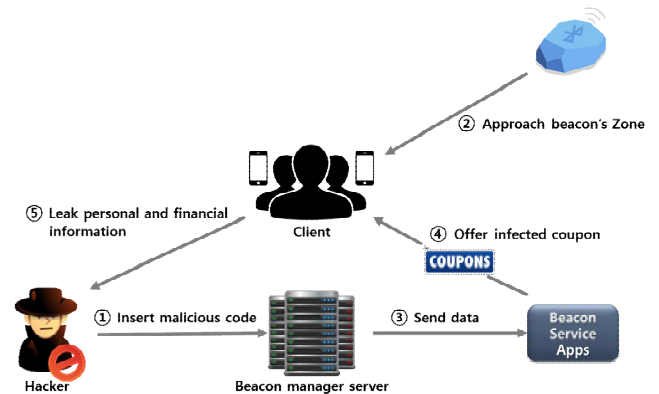 ② Approach beacon's Zone
⑤ Leak personal and financial
information
Client
④ Offer infected coupon
COUPONS
① Insert malicious code
③ Send data
Beacon
Service
Apps
Hacker
Beacon manager server